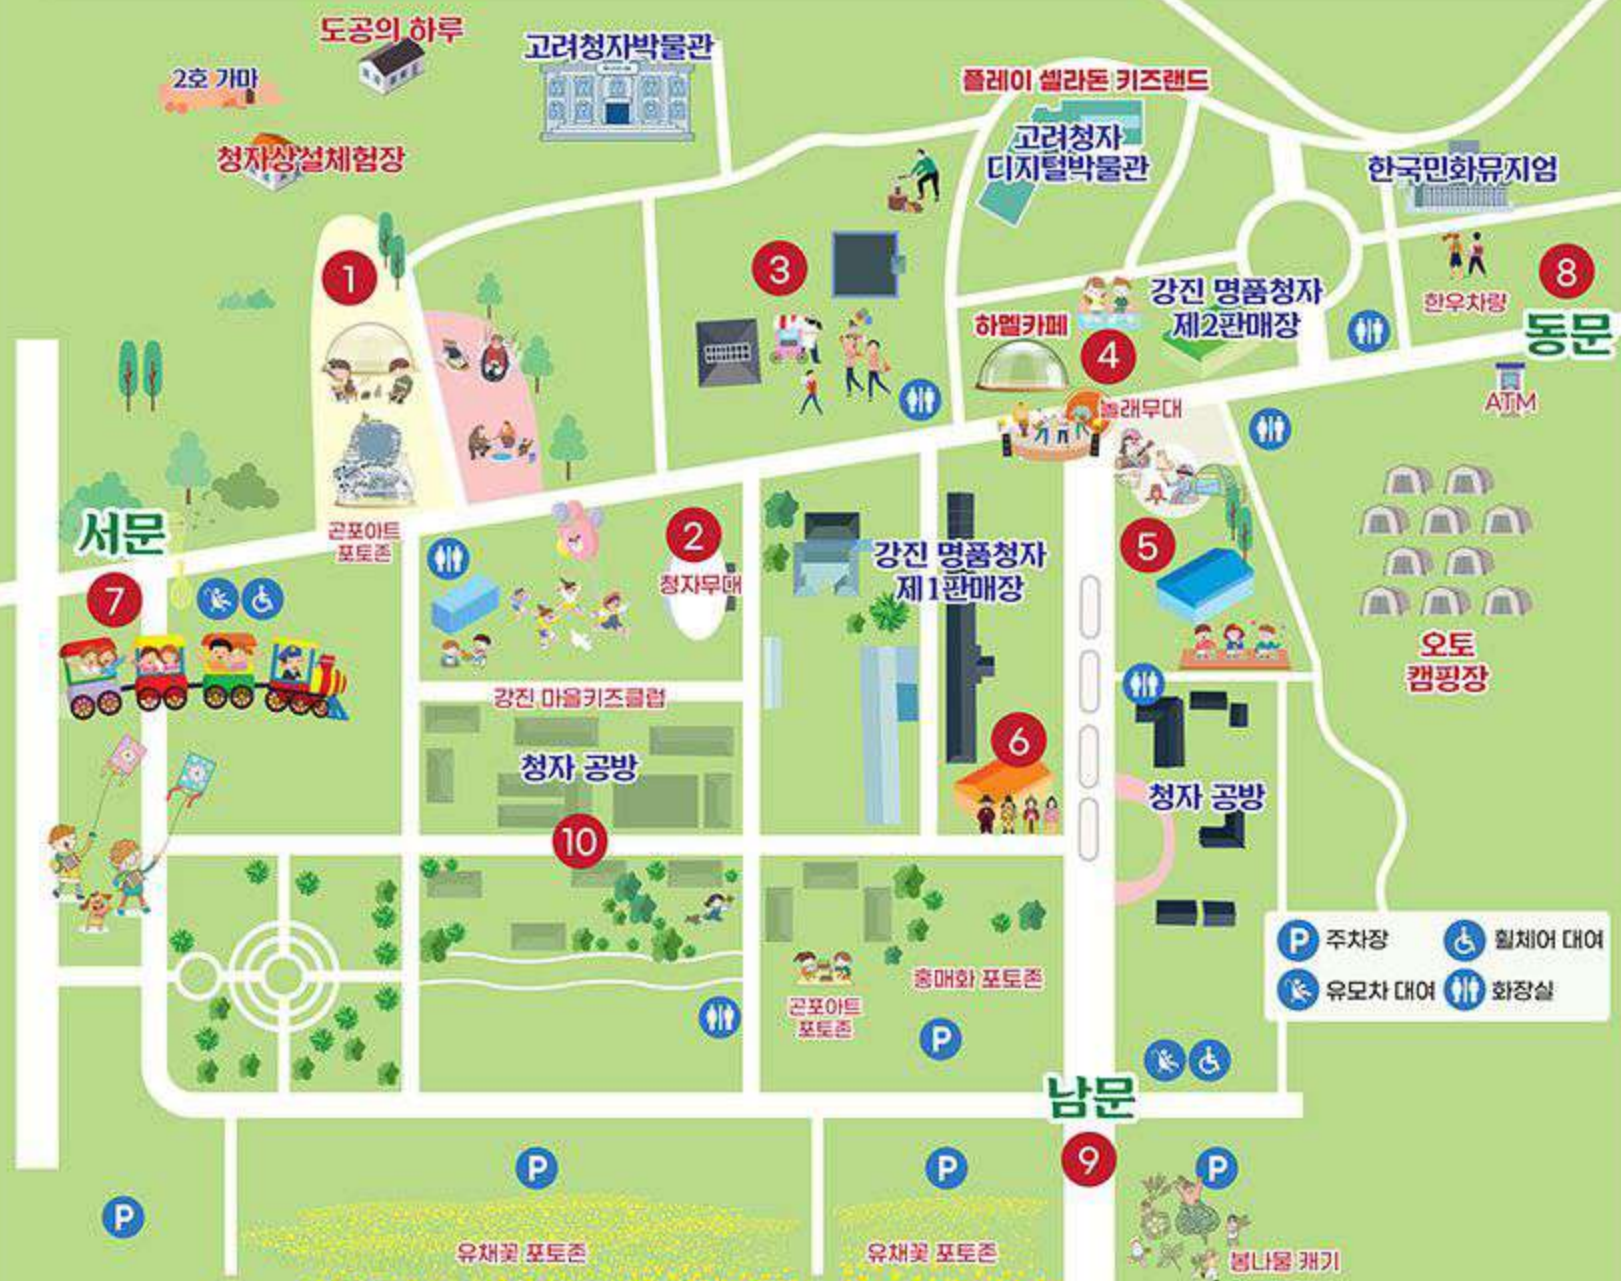 도공의 하루
고려청자박물관
2호 가마
플레이 셀라돈 키즈랜드
고려청자
디지털박물관
한국민화뮤지엄
청자상설체험장
1
3
8
강진 명품청자
제2판매장
한우차량
하멜카페
4
동문
ATM
놀래무대
서문
곤포아트
포토존
2
청자무대
강진 명품청자
제1판매장
5
7
오토
캠핑장
강진 마을키즈클럽
청자 공방
6
청자 공방
10
P 주차장
휠체어 대여
유모차 대여
화장실
홍매화 포토존
곤포아트
포토존
P
남문
9
P
P
P
P
유채꽃 포토존
유채꽃 포토존
봄나물 캐기